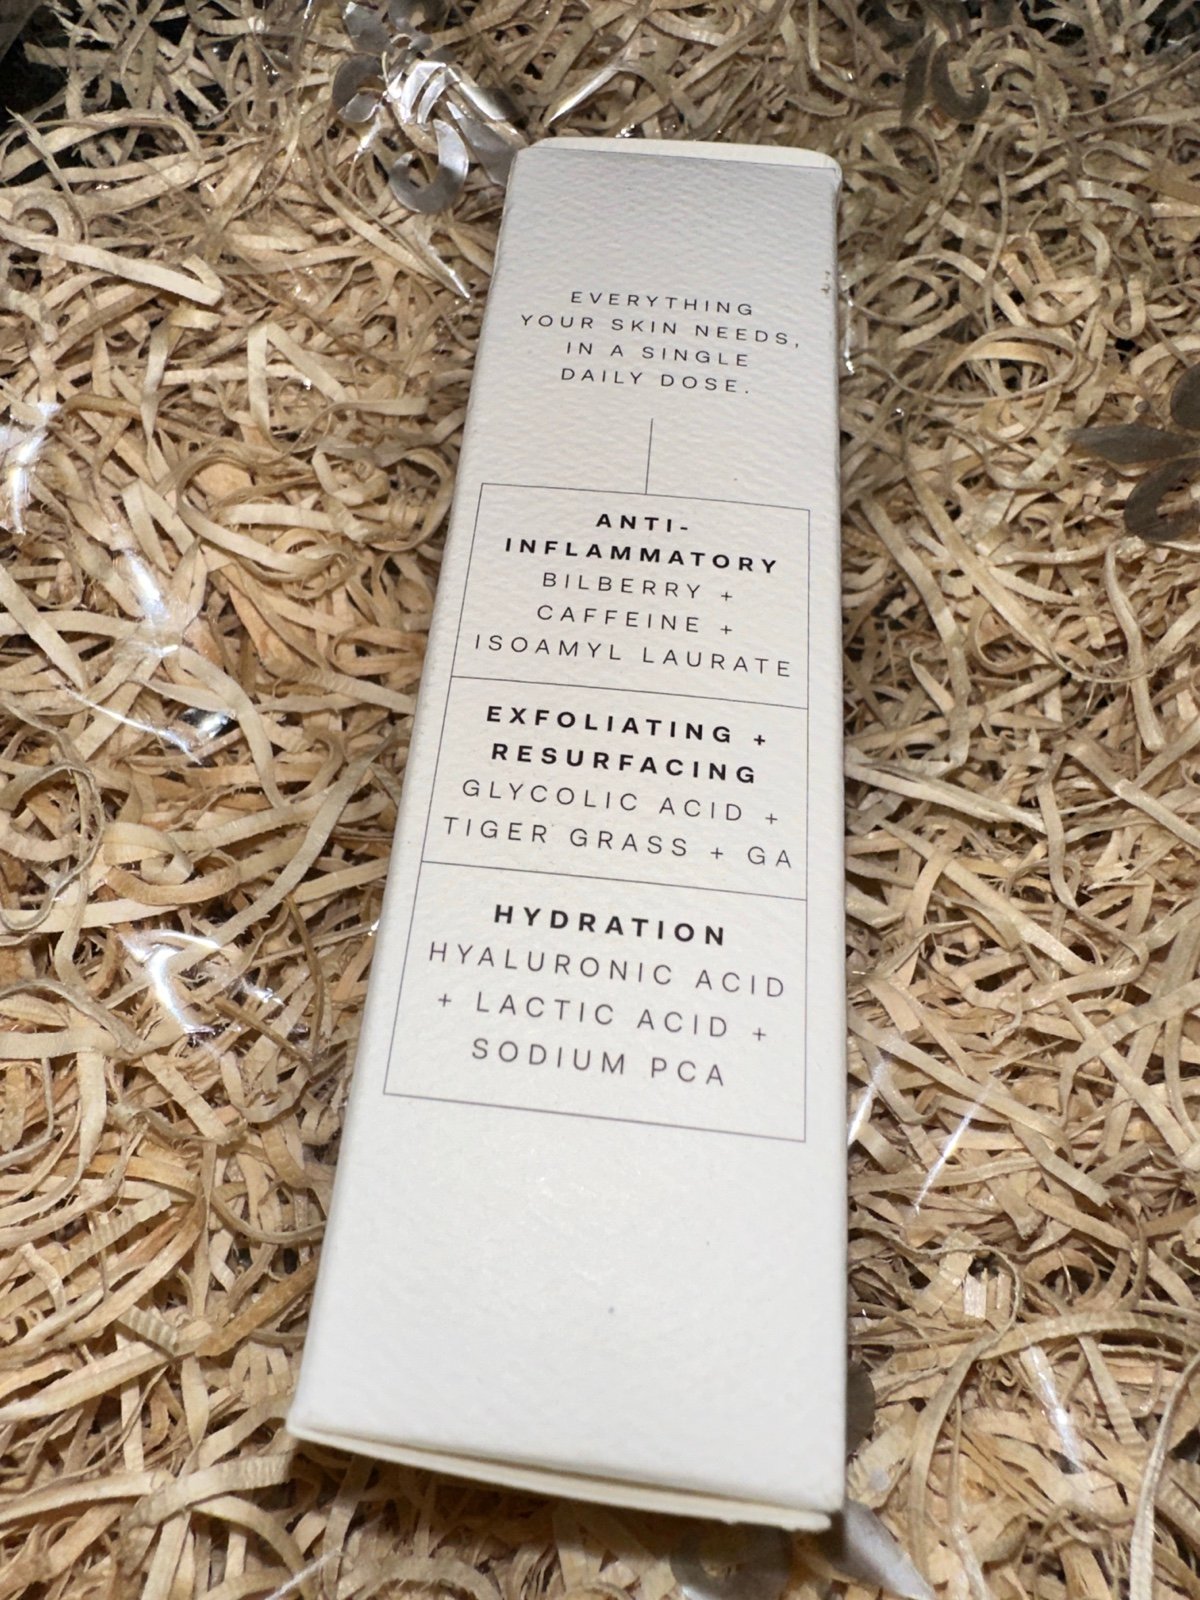 EVERYTHING
YOUR SKIN NEEDS,
IN A SINGLE
DAILY DOSE.
ANTI-
INFLAMMATORY
BILBERRY +
CAFFEINE +
ISOAMYL LAURATE
EXFOLIATING +
RESURFACING
GLYCOLIC ACID +
TIGER GRASS + GA
HYDRATION
HYALURONIC ACID
+ LACTIC ACID +
SODIUM PCA